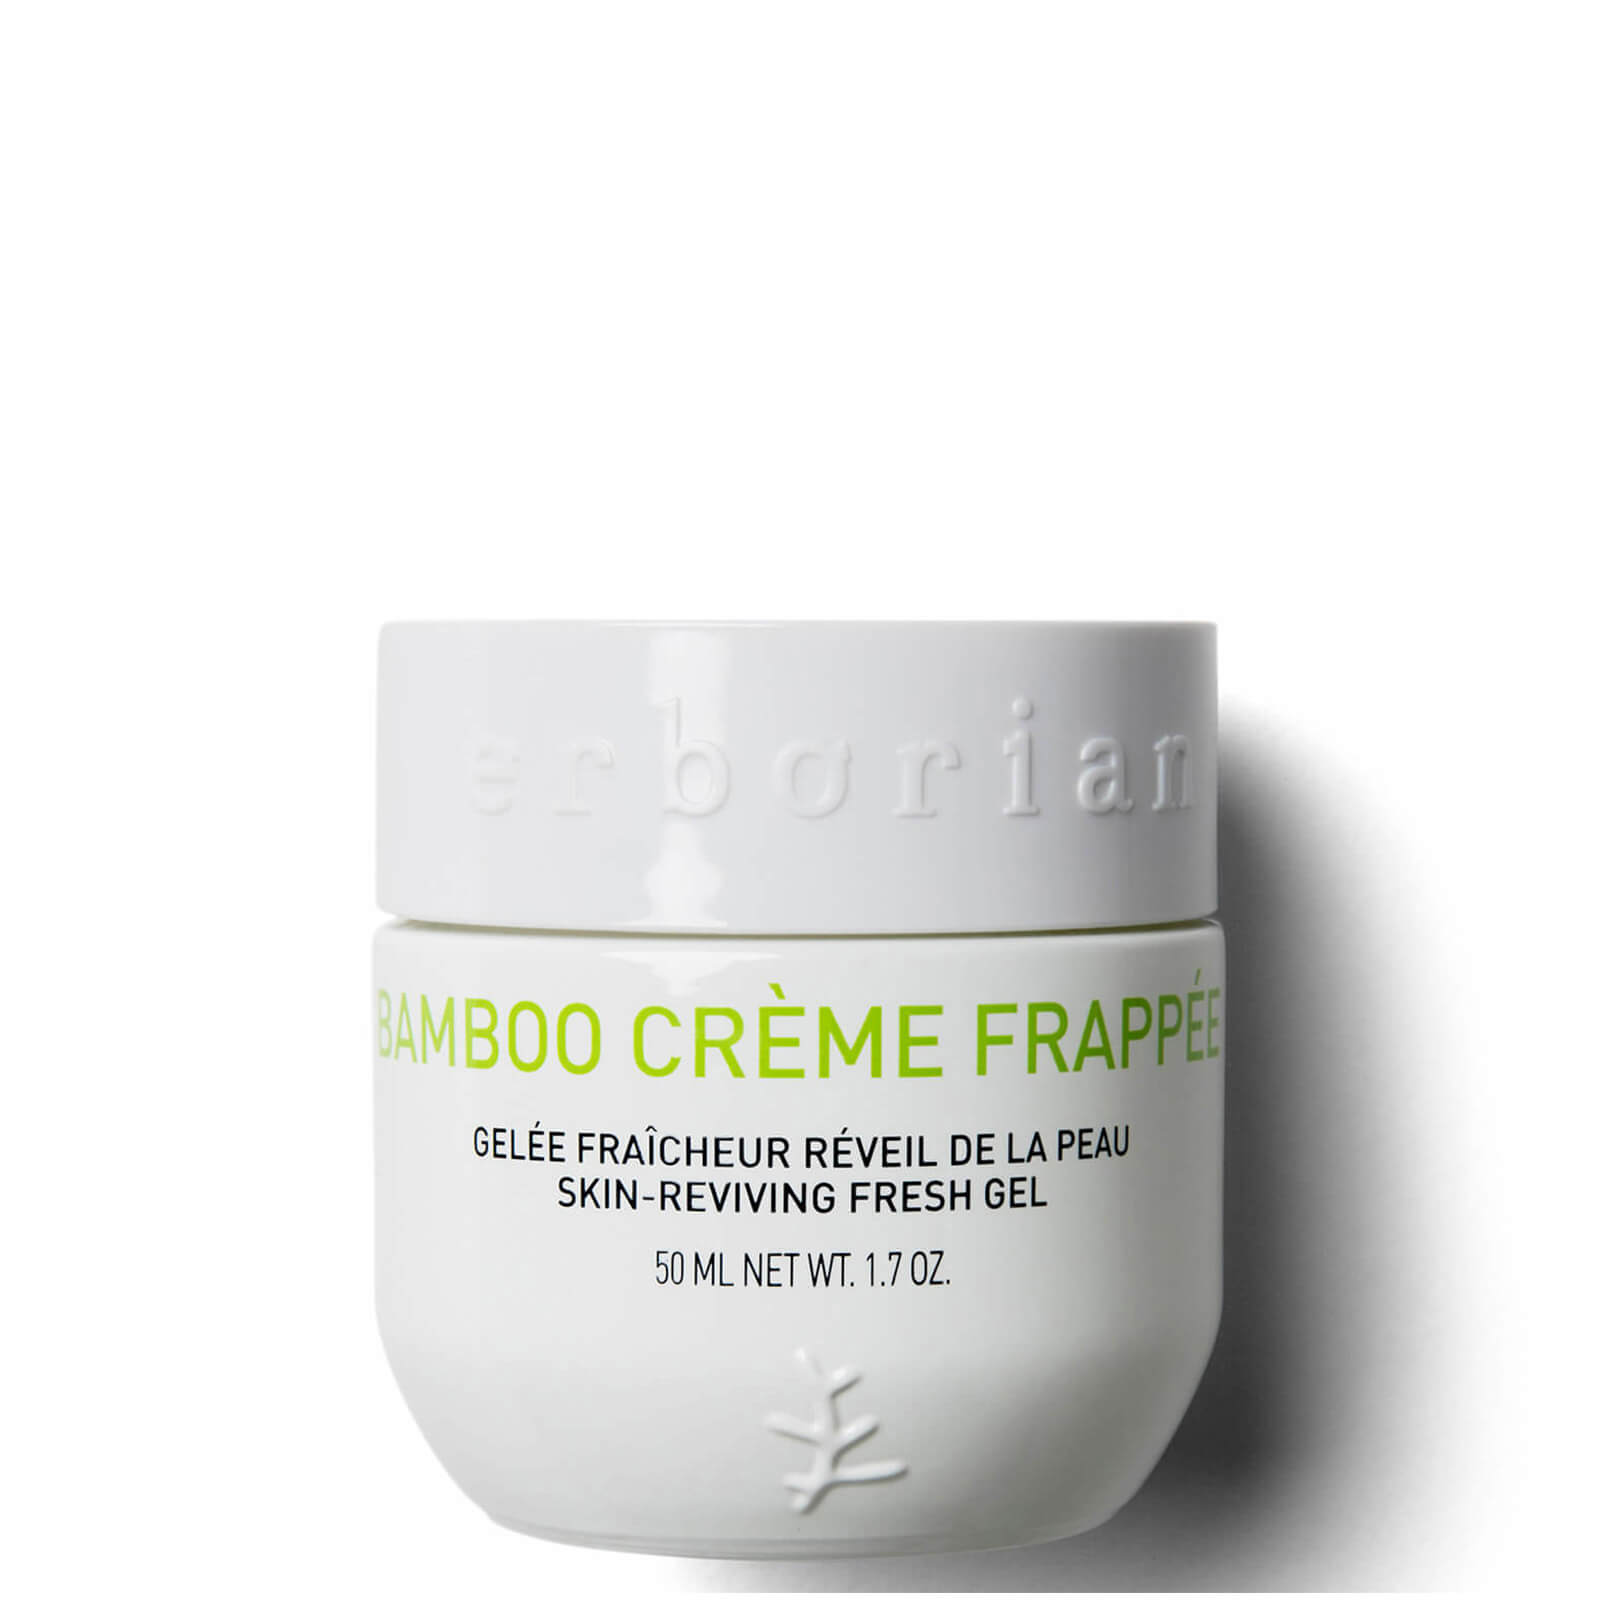 erborian
BAMBOO CRÈME FRAPPÉE
GELÉE FRAÎCHEUR RÉVEIL DE LA PEAU
SKIN-REVIVING FRESH GEL
50 ML NET WT. 1.7 OZ.